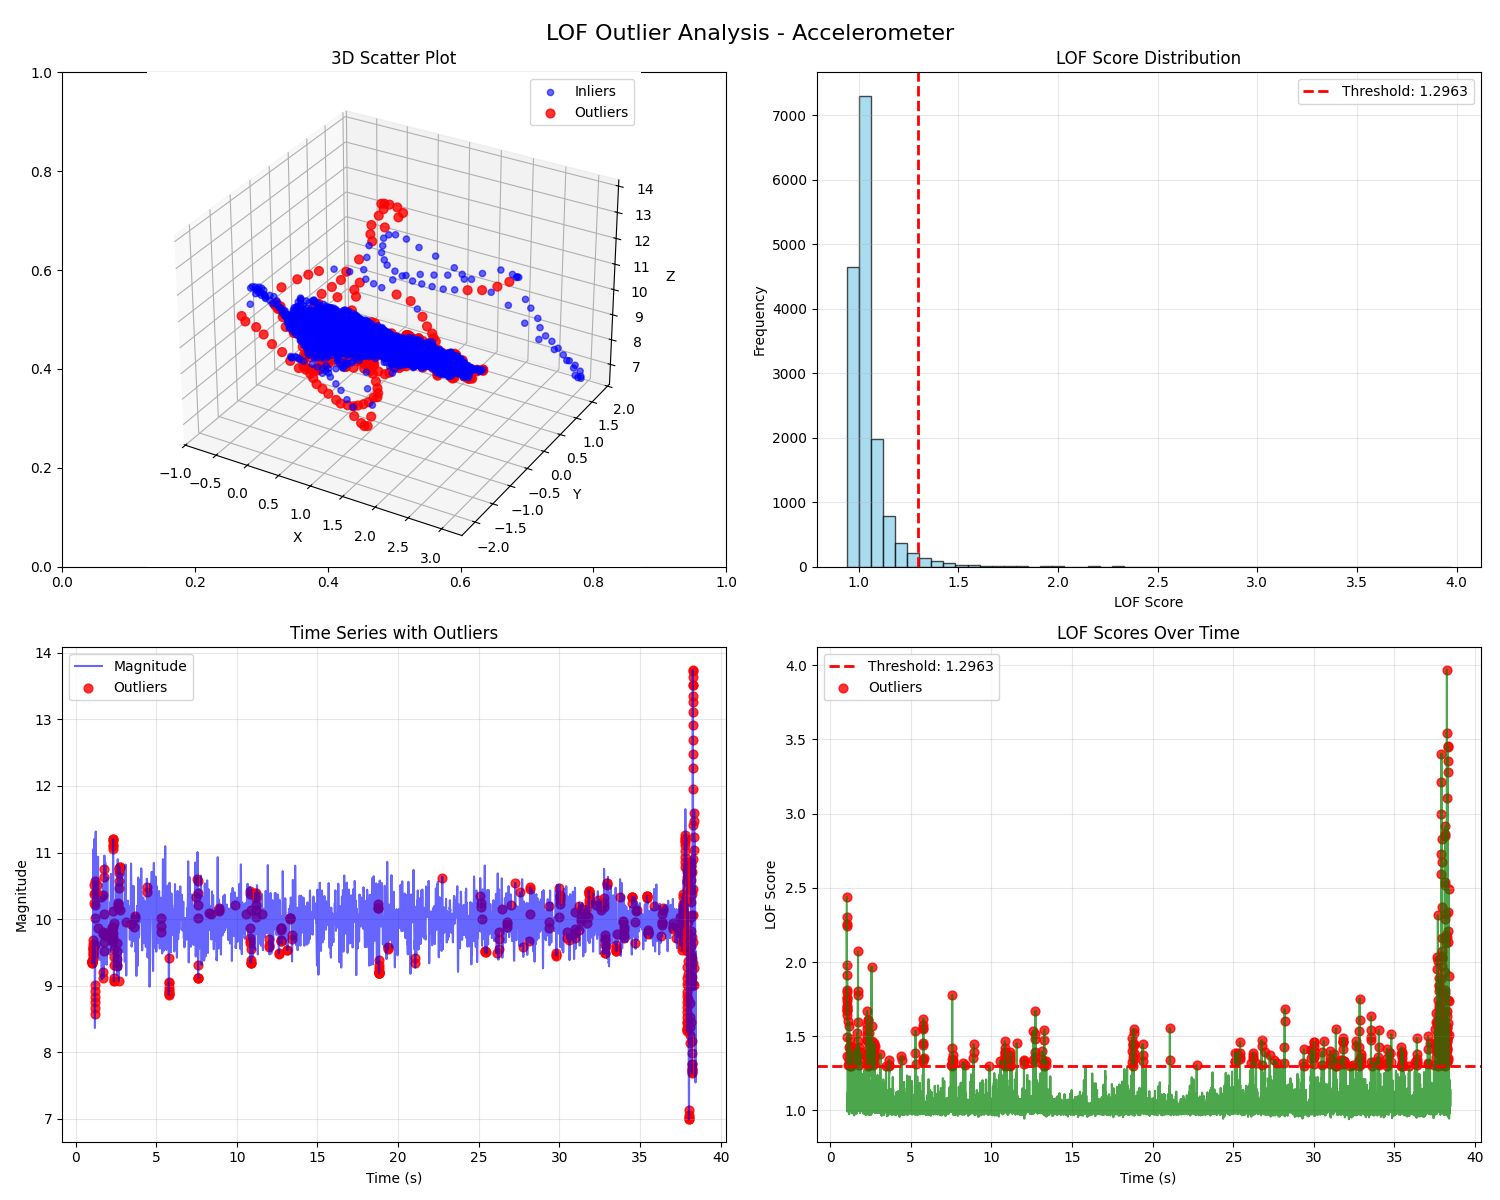 LOF Outlier Analysis - Accelerometer
3D Scatter Plot
Inliers
Outliers
1.0
0.8
0.6
0.4
0.2
0.0
0.0 0.2 0.4 0.6 0.8 1.0
14
13
12
11
10
9
8
7
Z
2.0
1.5
1.0
0.5
0.0
−0.5
−1.0
−1.5
−2.0
Y
−1.0
−0.5
0.0
0.5
1.0
1.5
2.0
2.5
3.0
X
LOF Score Distribution
Threshold: 1.2963
7000
6000
5000
4000
3000
2000
1000
0
Frequency
1.0 1.5 2.0 2.5 3.0 3.5 4.0
LOF Score
Time Series with Outliers
Magnitude
Outliers
14
13
12
11
10
9
8
7
Magnitude
0 5 10 15 20 25 30 35 40
Time (s)
LOF Scores Over Time
Threshold: 1.2963
Outliers
4.0
3.5
3.0
2.5
2.0
1.5
1.0
LOF Score
0 5 10 15 20 25 30 35 40
Time (s)